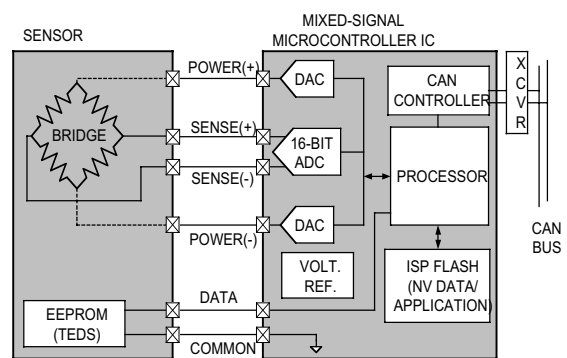 SENSOR
MIXED-SIGNAL
MICROCONTROLLER IC
POWER(+)
DAC
CAN
CONTROLLER
X
C
V
R
BRIDGE
SENSE(+)
16-BIT
ADC
SENSE(-)
PROCESSOR
DAC
POWER(-)
CAN
BUS
VOLT.
REF.
ISP FLASH
(NV DATA/
APPLICATION)
DATA
EEPROM
(TEDS)
COMMON